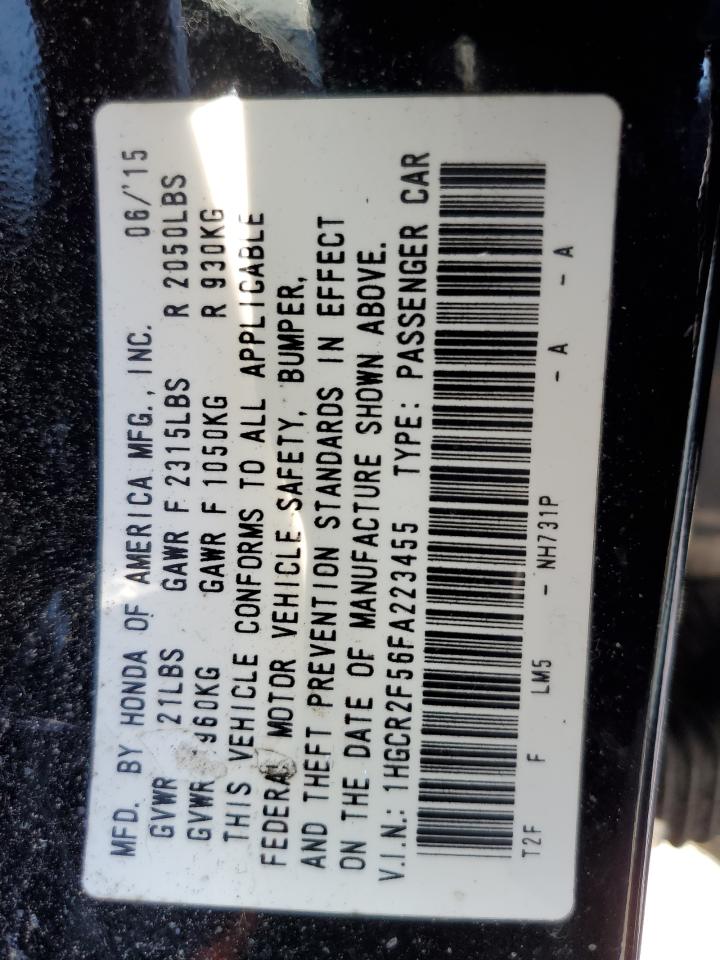 MFD. BY HONDA OF AMERICA MFG., INC. 06/'15
GVWR 21LBS GAWR F 2315LBS R 2050LBS
GVWR 960KG GAWR F 1050KG R 930KG
THIS VEHICLE CONFORMS TO ALL APPLICABLE
FEDERAL MOTOR VEHICLE SAFETY, BUMPER,
AND THEFT PREVENTION STANDARDS IN EFFECT
ON THE DATE OF MANUFACTURE SHOWN ABOVE.
V.I.N.: 1HGCR2F56FA223455 TYPE: PASSENGER CAR
T2F F LM5 - NH731P - A - A